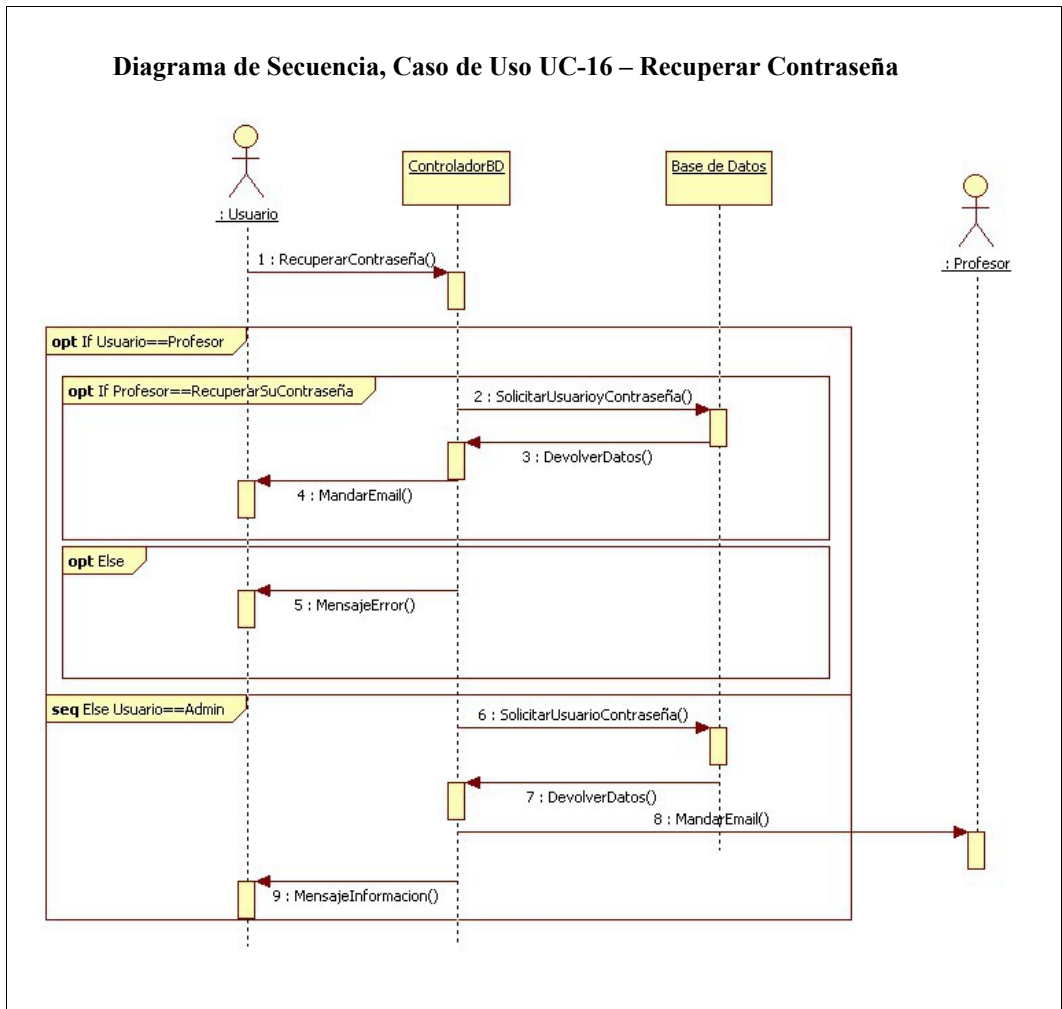 Diagrama de Secuencia, Caso de Uso UC-16 – Recuperar Contraseña
: Usuario
ControladorBD
Base de Datos
: Profesor
1 : RecuperarContraseña()
opt If Usuario==Profesor
opt If Profesor==RecuperarSuContraseña
2 : SolicitarUsuarioyContraseña()
3 : DevolverDatos()
4 : MandarEmail()
opt Else
5 : MensajeError()
seq Else Usuario==Admin
6 : SolicitarUsuarioContraseña()
7 : DevolverDatos()
8 : MandarEmail()
9 : MensajeInformacion()